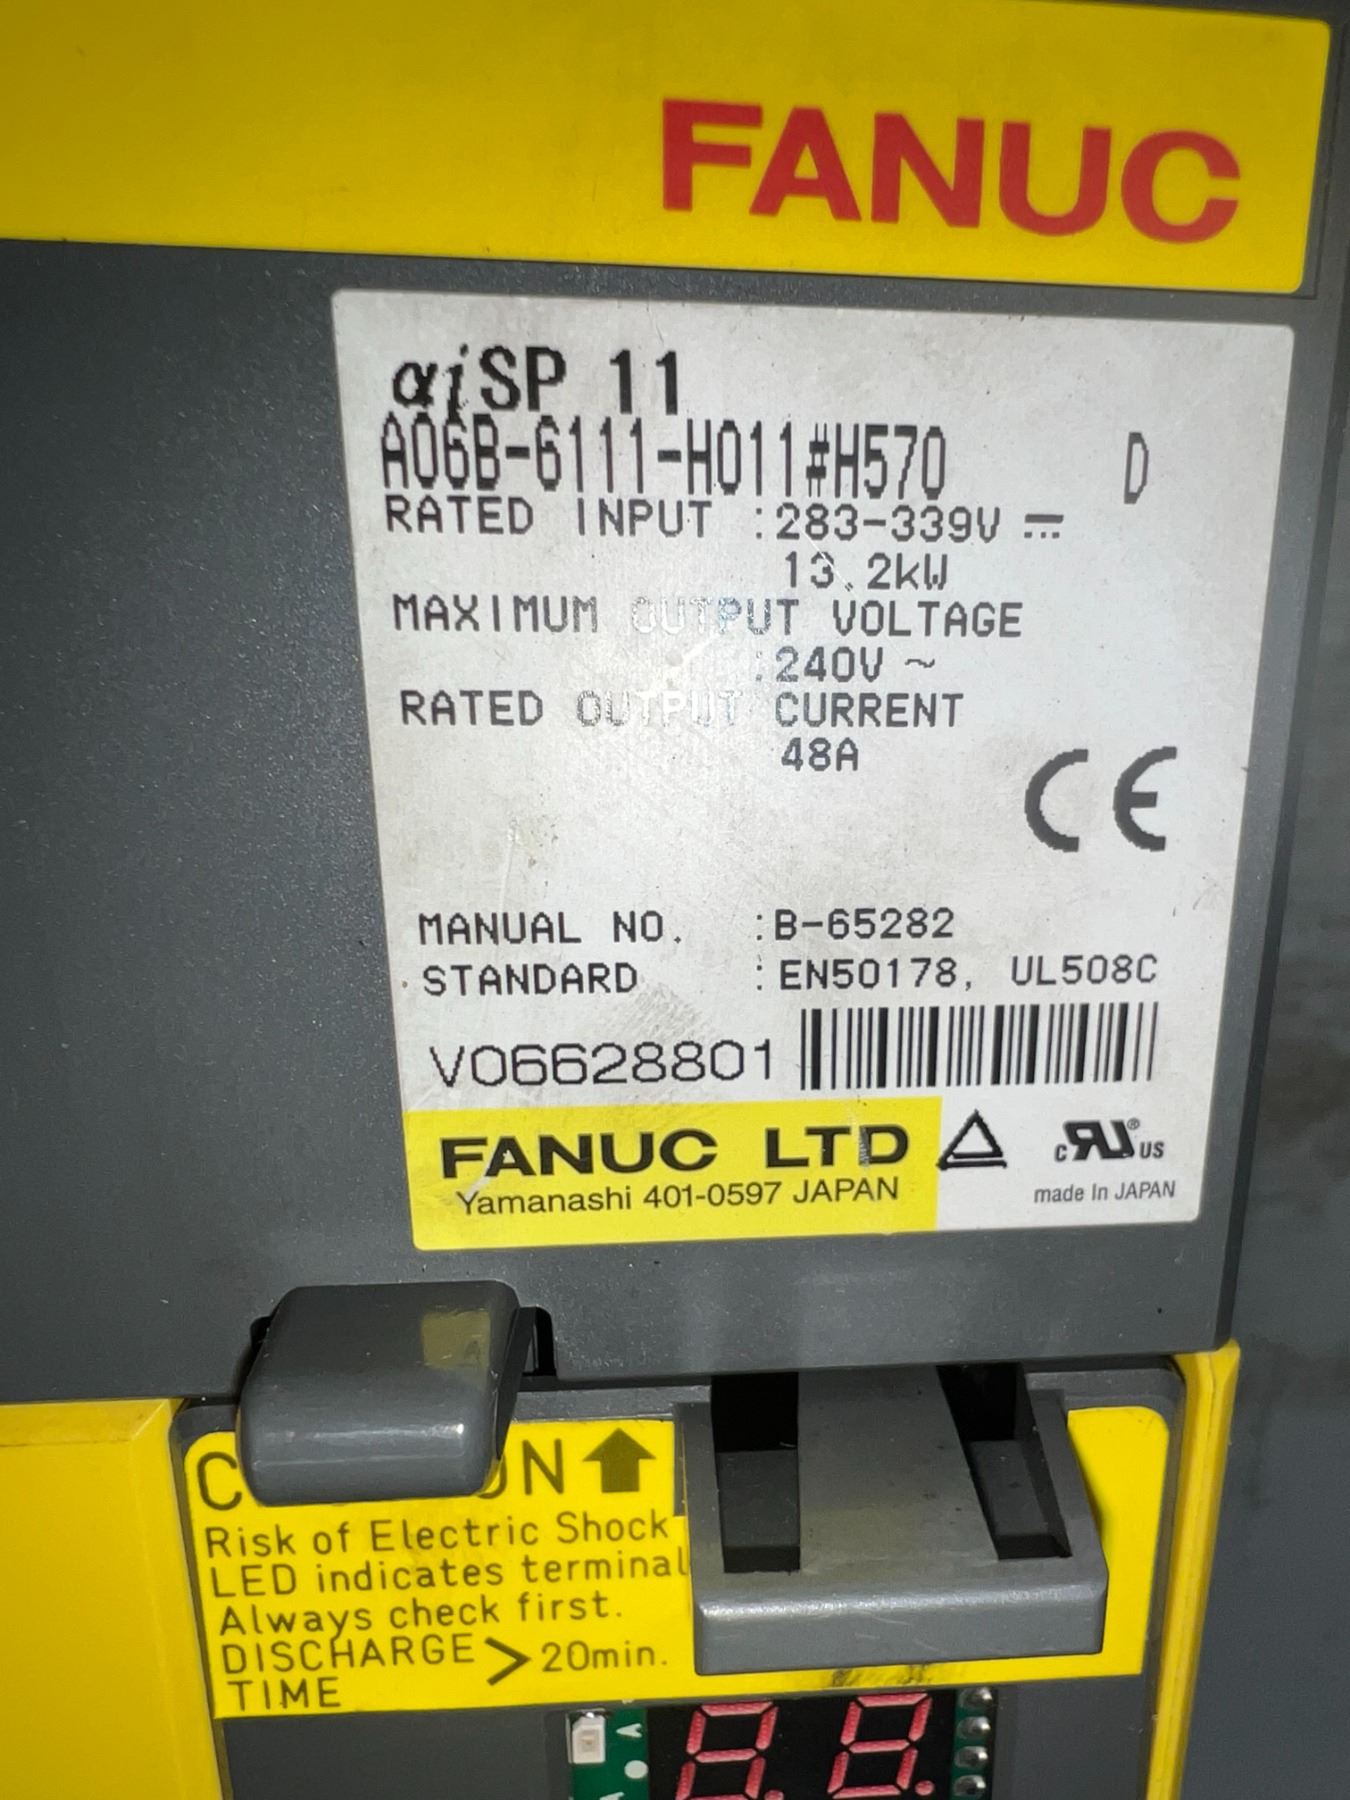 FANUC
αiSP 11
A06B-6111-H011#H570 D
RATED INPUT :283-339V
13.2kW
MAXIMUM OUTPUT VOLTAGE
:240V ~
RATED OUTPUT CURRENT
48A
CE
MANUAL NO. :B-65282
STANDARD :EN50178, UL508C
V06628801
FANUC LTD
Yamanashi 401-0597 JAPAN
c RU ® US
made In JAPAN
Risk of Electric Shock
LED indicates terminal
Always check first.
DISCHARGE > 20min.
TIME